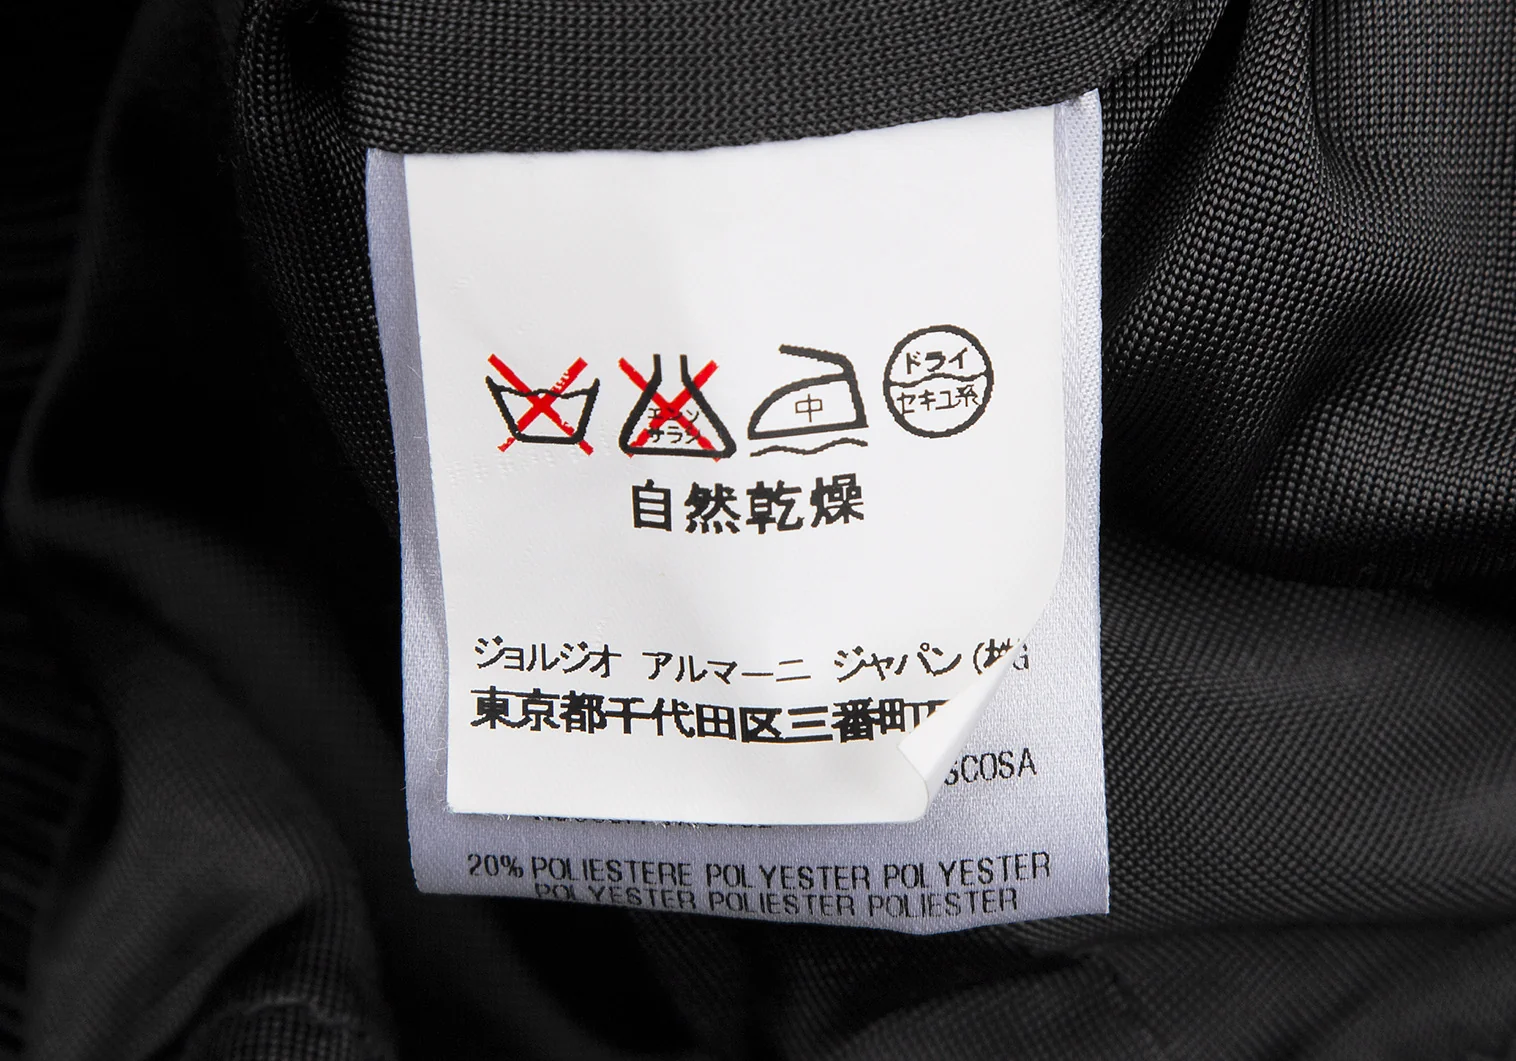 エンソ
サラシ
中
ドライ
セキユ系
自然乾燥
ジョルジオ アルマーニ ジャパン (株
東京都千代田区三番町
SCOSA
20% POLIESTERE POLYESTER POLYESTER
POLYESTER POLIESTER POLIESTER